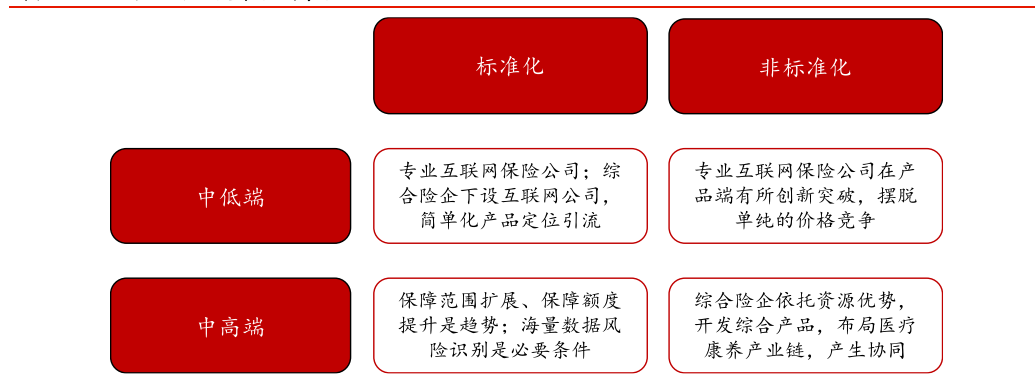 标准化
非标准化
中低端
专业互联网保险公司；综
合险企下设互联网公司，
简单化产品定位引流
专业互联网保险公司在产
品端有所创新突破，摆脱
单纯的价格竞争
中高端
保障范围扩展、保障额度
提升是趋势；海量数据风
险识别是必要条件
综合险企依托资源优势，
开发综合产品，布局医疗
康养产业链，产生协同